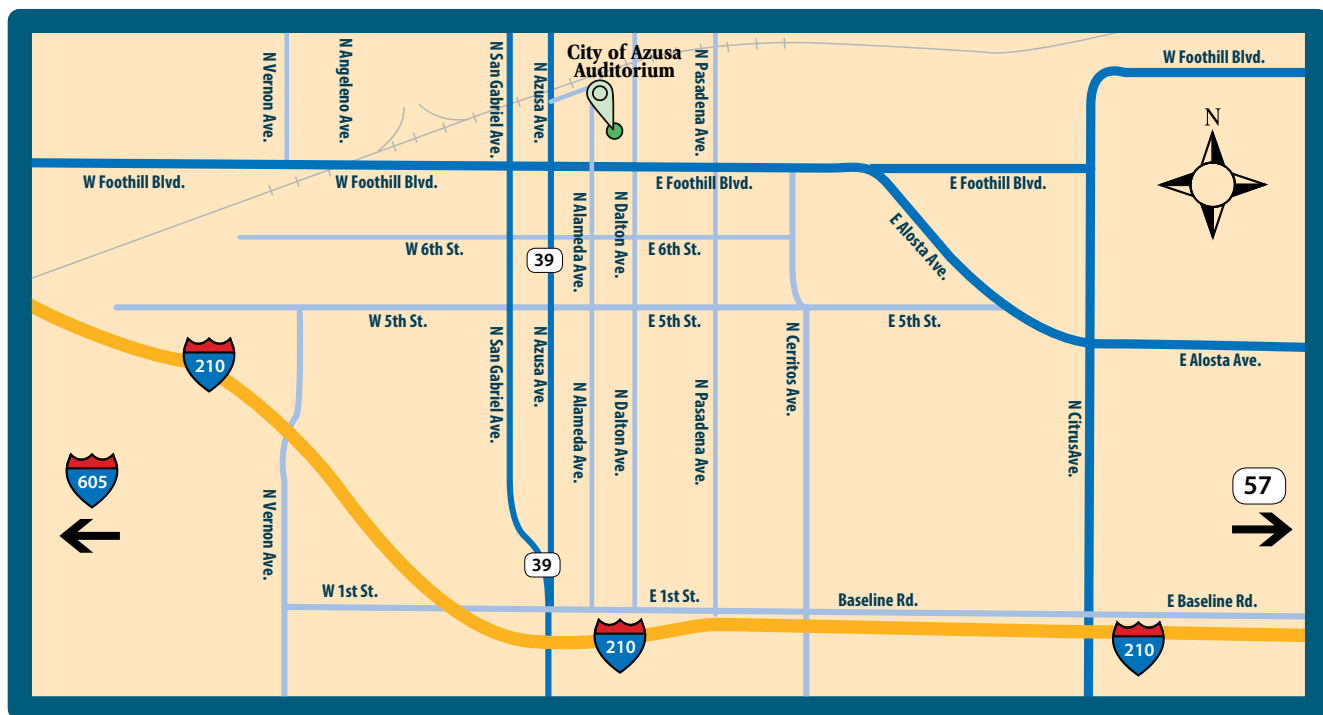 City of Azusa
Auditorium
N Vernon Ave.
N Angeleno Ave.
N San Gabriel Ave.
N Azusa Ave.
N Pasadena Ave.
W Foothill Blvd.
N
W Foothill Blvd.
W Foothill Blvd.
E Foothill Blvd.
E Foothill Blvd.
N Alameda Ave.
N Dalton Ave.
E Alosta Ave.
W 6th St.
E 6th St.
39
W 5th St.
E 5th St.
E 5th St.
N San Gabriel Ave.
N Azusa Ave.
N Cerritos Ave.
210
E Alosta Ave.
N Alameda Ave.
N Dalton Ave.
N Pasadena Ave.
N CitrusAve.
605
57
N Vernon Ave.
39
W 1st St.
E 1st St.
Baseline Rd.
E Baseline Rd.
210
210